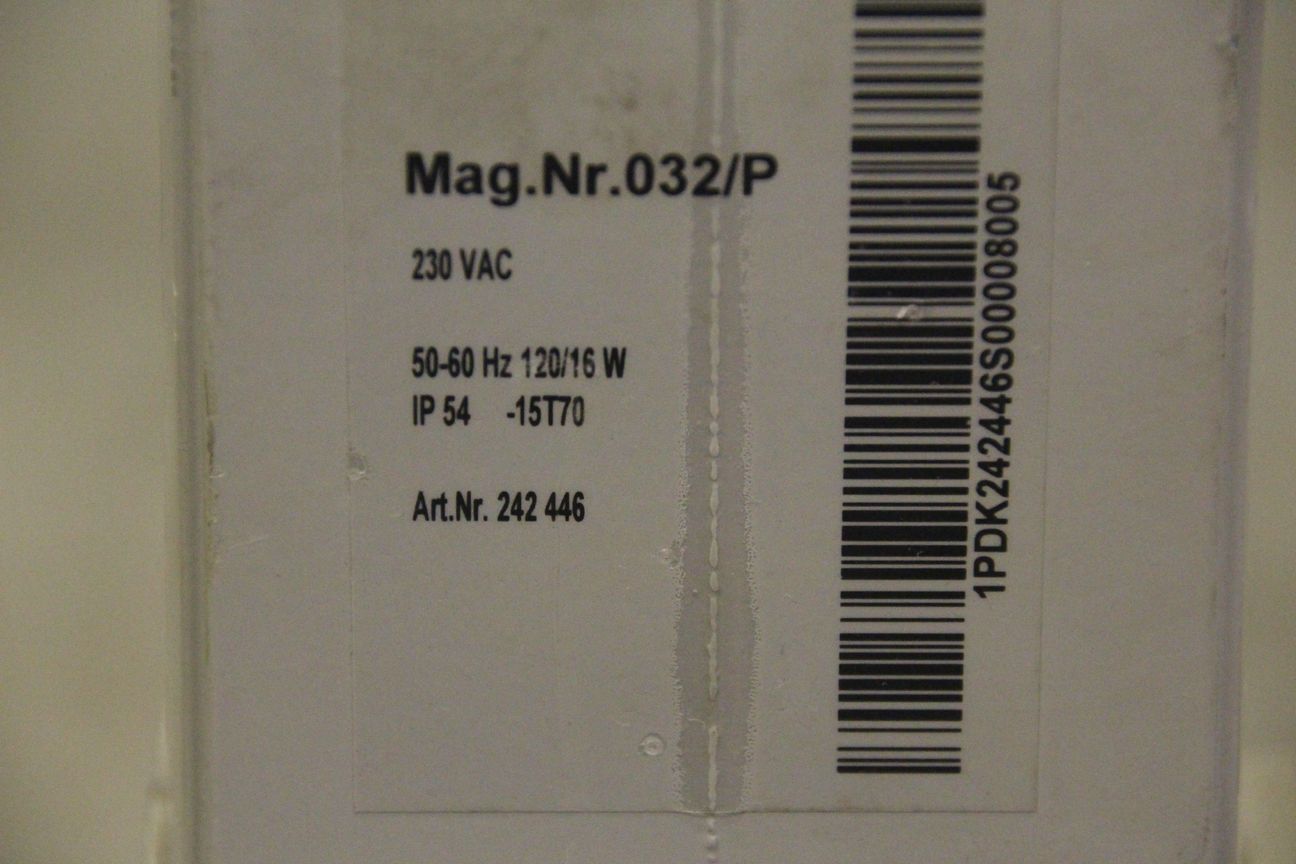 Mag.Nr.032/P
230 VAC
50-60 Hz 120/16 W
IP 54 -15T70
Art.Nr. 242 446
1PDK242446S00008005